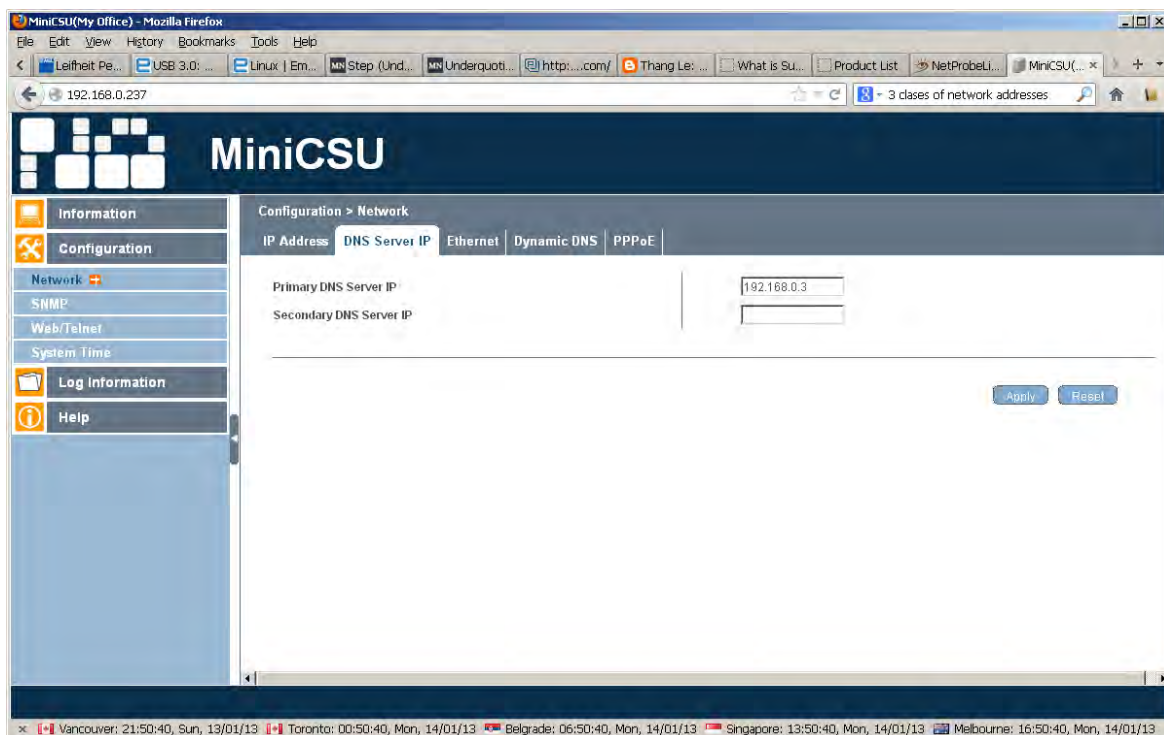 MiniCSU(My Office) - Mozilla Firefox
File Edit View History Bookmarks Tools Help
Leifheit Pe... USB 3.0: ... Linux | Em... MN Step (Und... MN Underquoti... http:....com/ Thang Le: ... What is Su... Product List NetProbeLi... MiniCSU(...
192.168.0.237 3 clases of network addresses
MiniCSU
Information
Configuration
Network
SNMP
Web/Telnet
System Time
Log Information
Help
Configuration > Network
IP Address DNS Server IP Ethernet Dynamic DNS PPPoE
Primary DNS Server IP 192.168.0.3
Secondary DNS Server IP
Apply Reset
Vancouver: 21:50:40, Sun, 13/01/13 Toronto: 00:50:40, Mon, 14/01/13 Belgrade: 06:50:40, Mon, 14/01/13 Singapore: 13:50:40, Mon, 14/01/13 Melbourne: 16:50:40, Mon, 14/01/13